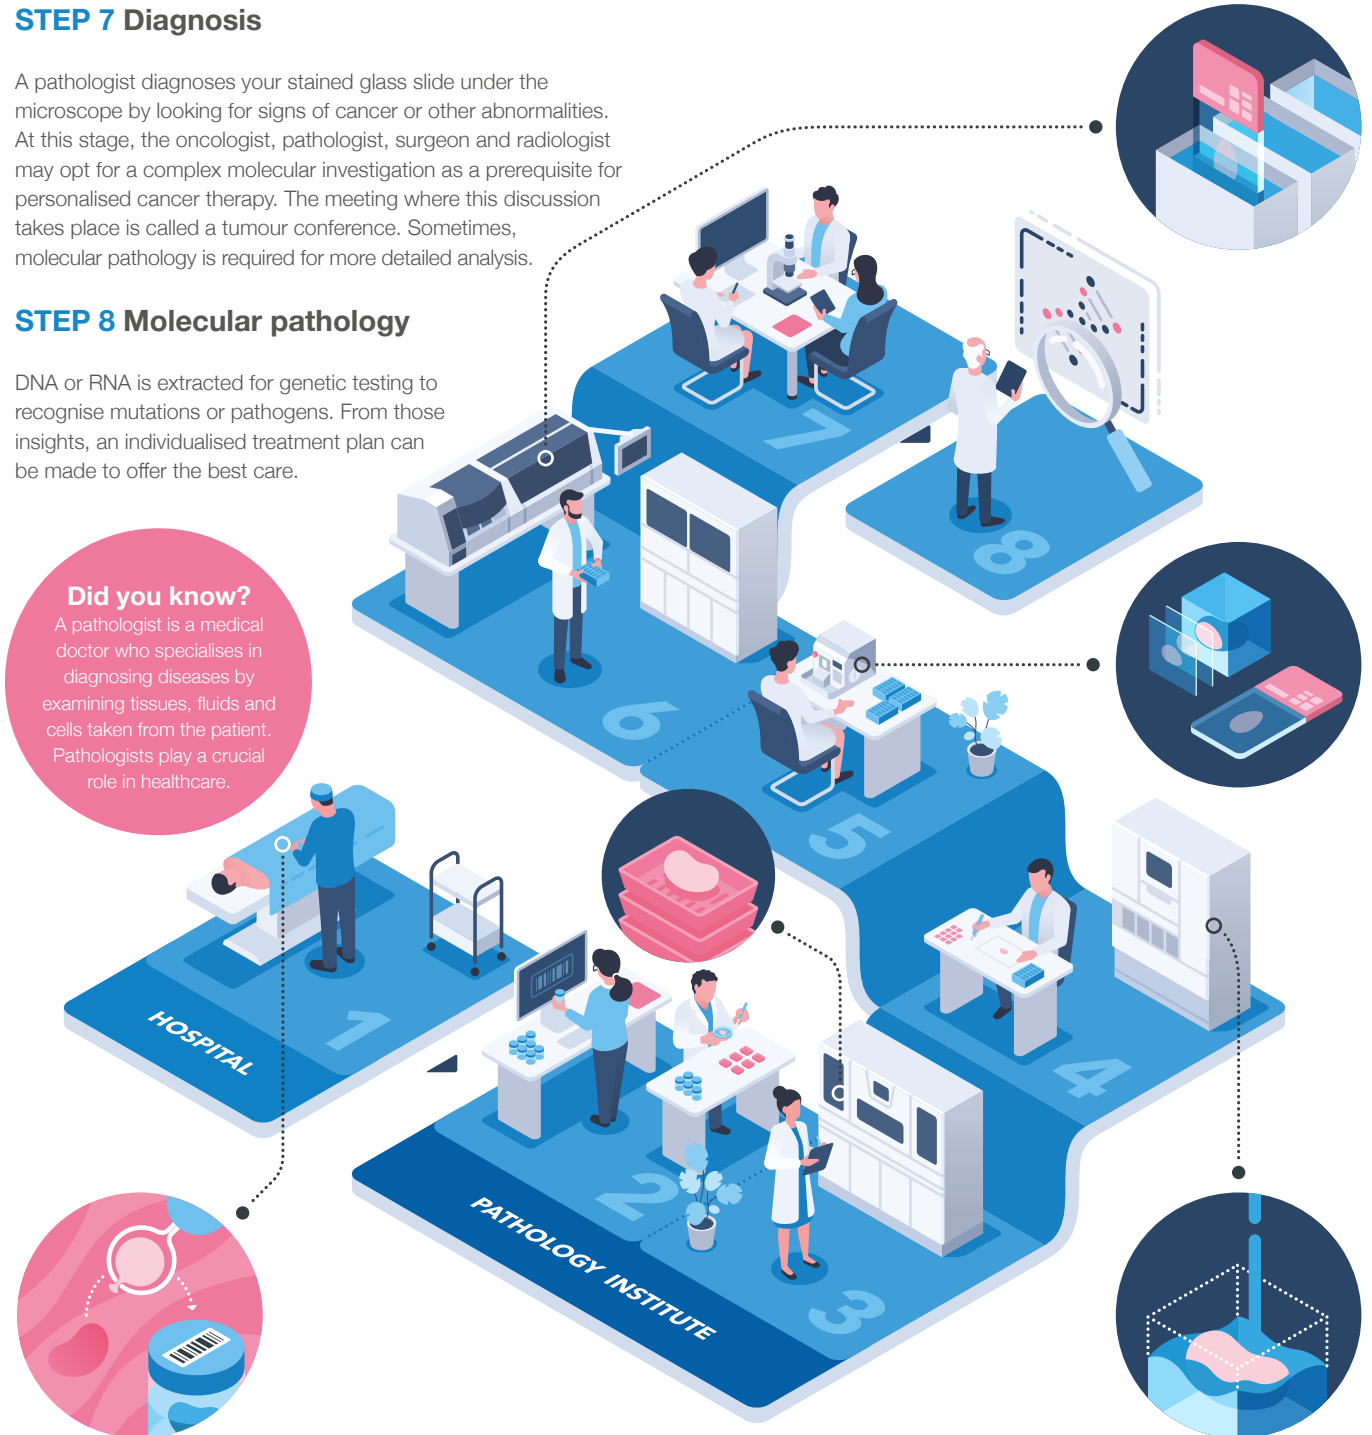 STEP 7 Diagnosis
A pathologist diagnoses your stained glass slide under the
microscope by looking for signs of cancer or other abnormalities.
At this stage, the oncologist, pathologist, surgeon and radiologist
may opt for a complex molecular investigation as a prerequisite for
personalised cancer therapy. The meeting where this discussion
takes place is called a tumour conference. Sometimes,
molecular pathology is required for more detailed analysis.
STEP 8 Molecular pathology
DNA or RNA is extracted for genetic testing to
recognise mutations or pathogens. From those
insights, an individualised treatment plan can
be made to offer the best care.
Did you know?
A pathologist is a medical
doctor who specialises in
diagnosing diseases by
examining tissues, fluids and
cells taken from the patient.
Pathologists play a crucial
role in healthcare.
7
8
6
5
HOSPITAL
1
4
2
PATHOLOGY INSTITUTE
3